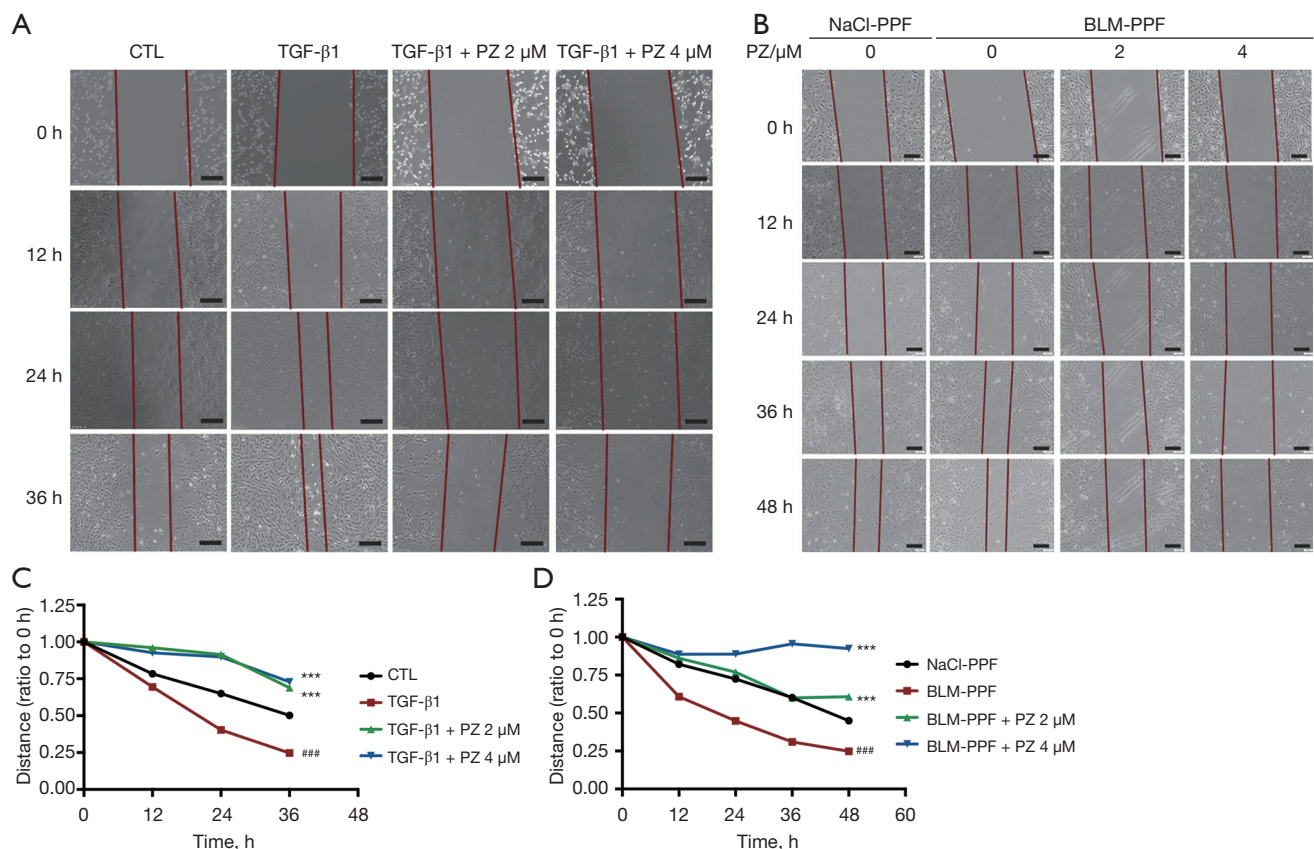 A
CTL TGF-β1 TGF-β1 + PZ 2 μM TGF-β1 + PZ 4 μM
0 h
12 h
24 h
36 h
B
NaCl-PPF BLM-PPF
PZ/μM 0 0 2 4
0 h
12 h
24 h
36 h
48 h
C
Distance (ratio to 0 h)
1.25
1.00
0.75
0.50
0.25
0.00
0 12 24 36 48
Time, h
***
***
###
CTL
TGF-β1
TGF-β1 + PZ 2 μM
TGF-β1 + PZ 4 μM
D
Distance (ratio to 0 h)
1.25
1.00
0.75
0.50
0.25
0.00
0 12 24 36 48 60
Time, h
***
***
###
NaCl-PPF
BLM-PPF
BLM-PPF + PZ 2 μM
BLM-PPF + PZ 4 μM